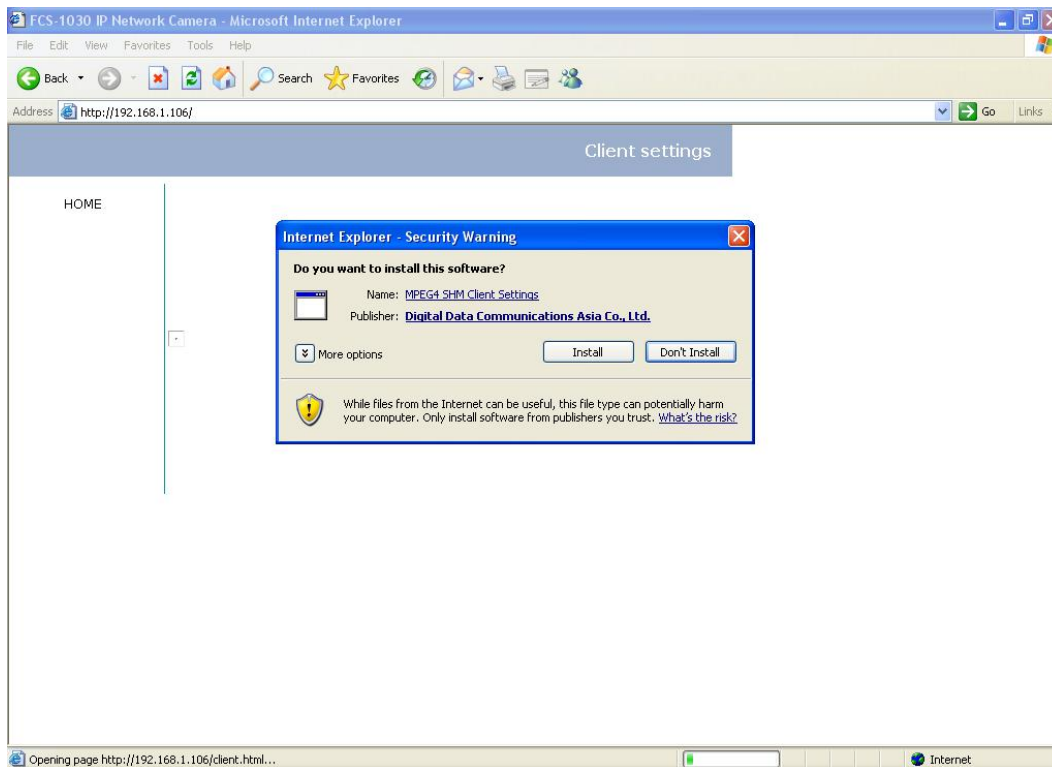 FCS-1030 IP Network Camera - Microsoft Internet Explorer
File Edit View Favorites Tools Help
Back Search Favorites
Address http://192.168.1.106/ Go Links
Client settings
HOME
Internet Explorer - Security Warning
Do you want to install this software?
Name: MPEG4 SHM Client Settings
Publisher: Digital Data Communications Asia Co., Ltd.
More options Install Don't Install
While files from the Internet can be useful, this file type can potentially harm
your computer. Only install software from publishers you trust. What's the risk?
Opening page http://192.168.1.106/client.html... Internet